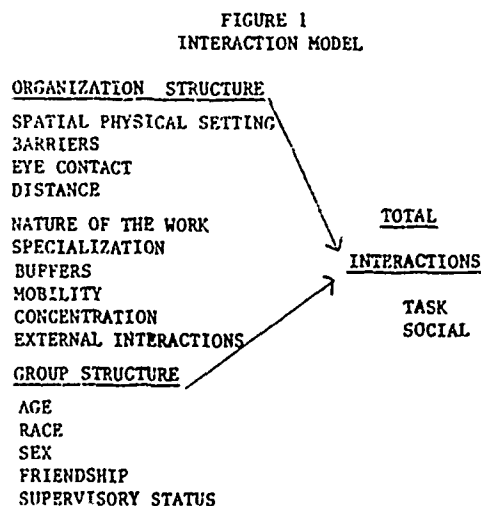 FIGURE 1
INTERACTION MODEL
ORGANIZATION STRUCTURE
SPATIAL PHYSICAL SETTING
BARRIERS
EYE CONTACT
DISTANCE
NATURE OF THE WORK
SPECIALIZATION
BUFFERS
MOBILITY
CONCENTRATION
EXTERNAL INTERACTIONS
GROUP STRUCTURE
AGE
RACE
SEX
FRIENDSHIP
SUPERVISORY STATUS
TOTAL
INTERACTIONS
TASK
SOCIAL